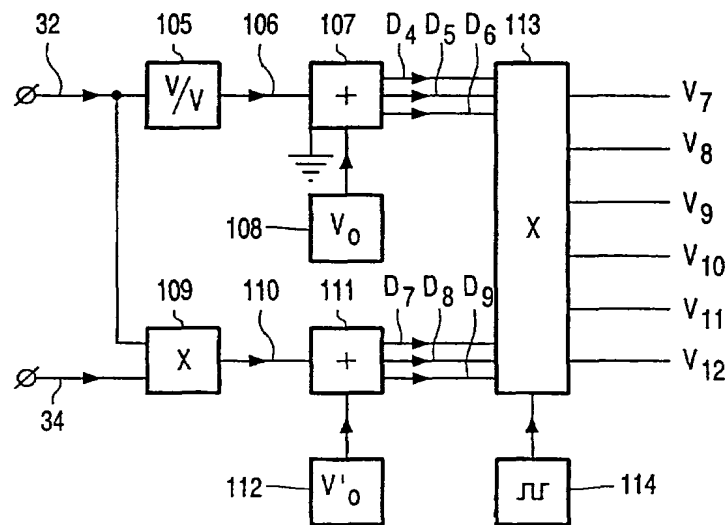 32 105 106 107 D4 D5 D6 113
V/V + V7
V8
108 V0 V9
X
109 110 111 D7 D8 D9 V10
V11
X + V12
34
112 V'0 114